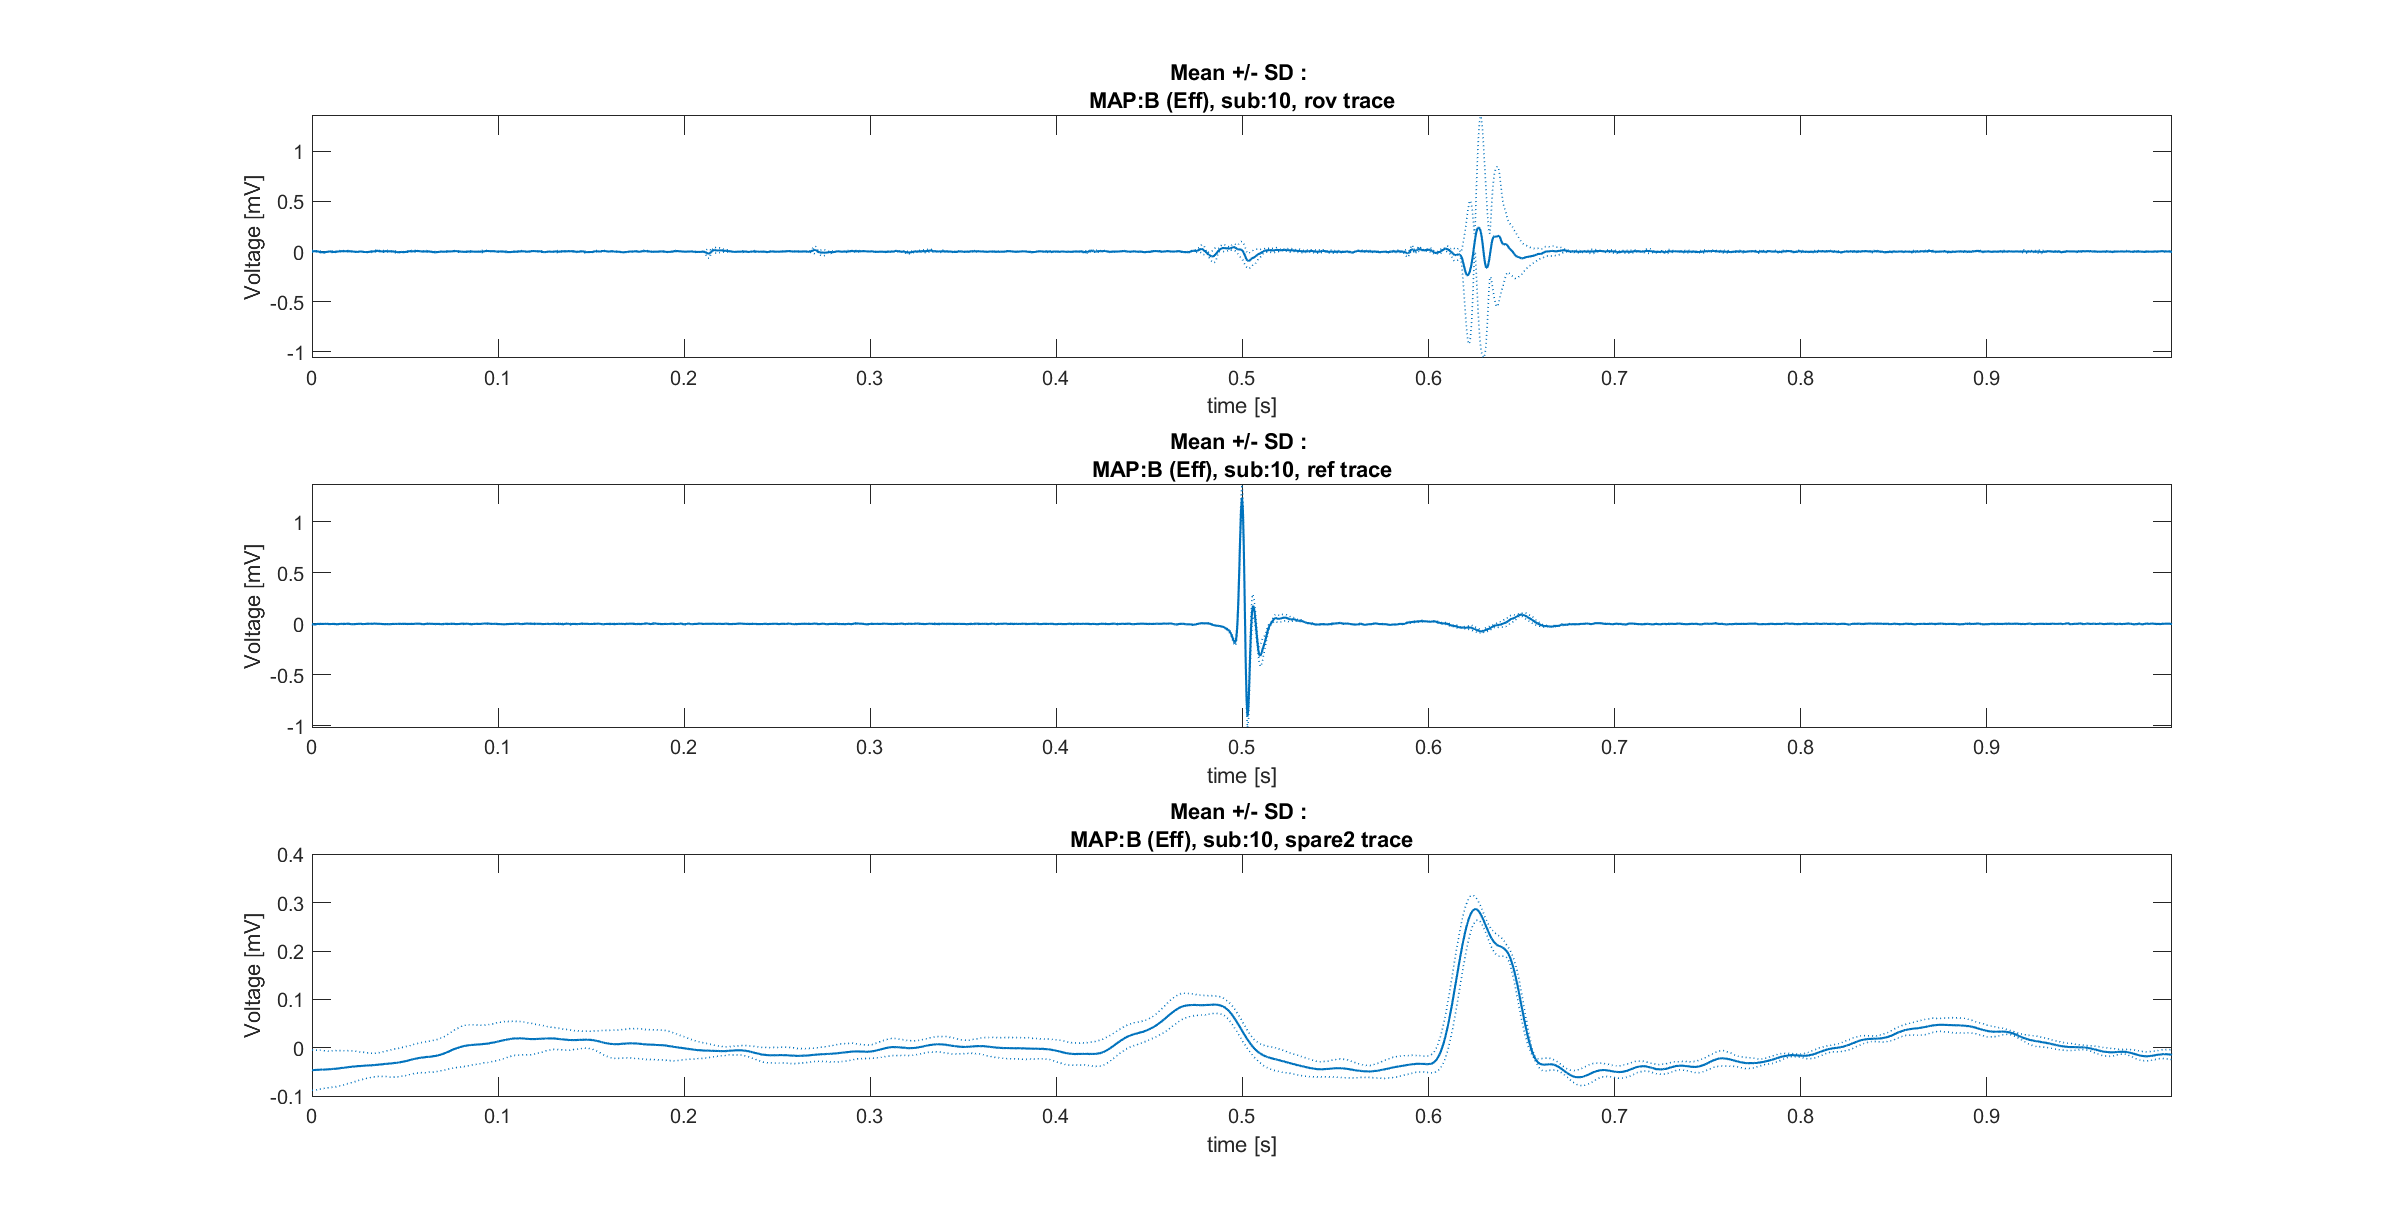 Mean +/- SD :
MAP:B (Eff), sub:10, rov trace
Voltage [mV]
1
0.5
0
-0.5
-1
0 0.1 0.2 0.3 0.4 0.5 0.6 0.7 0.8 0.9
time [s]
Mean +/- SD :
MAP:B (Eff), sub:10, ref trace
Voltage [mV]
1
0.5
0
-0.5
-1
0 0.1 0.2 0.3 0.4 0.5 0.6 0.7 0.8 0.9
time [s]
Mean +/- SD :
MAP:B (Eff), sub:10, spare2 trace
Voltage [mV]
0.4
0.3
0.2
0.1
0
-0.1
0 0.1 0.2 0.3 0.4 0.5 0.6 0.7 0.8 0.9
time [s]